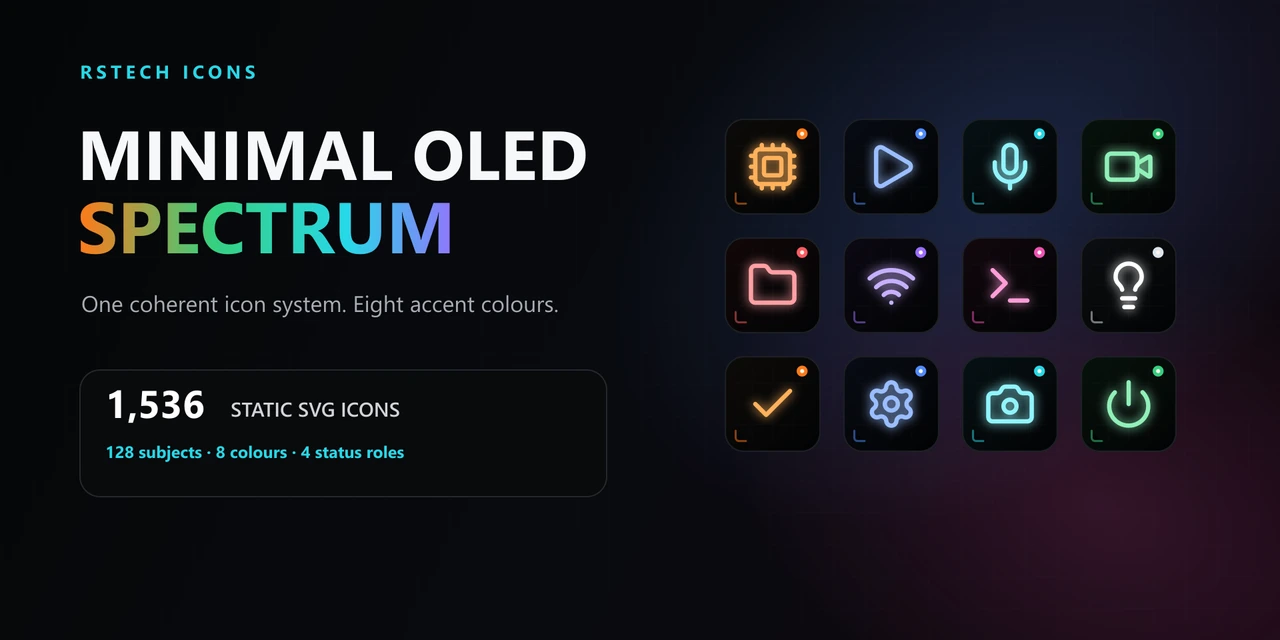 RSTECH ICONS
MINIMAL OLED
SPECTRUM
One coherent icon system. Eight accent colours.
1,536 STATIC SVG ICONS
128 subjects · 8 colours · 4 status roles